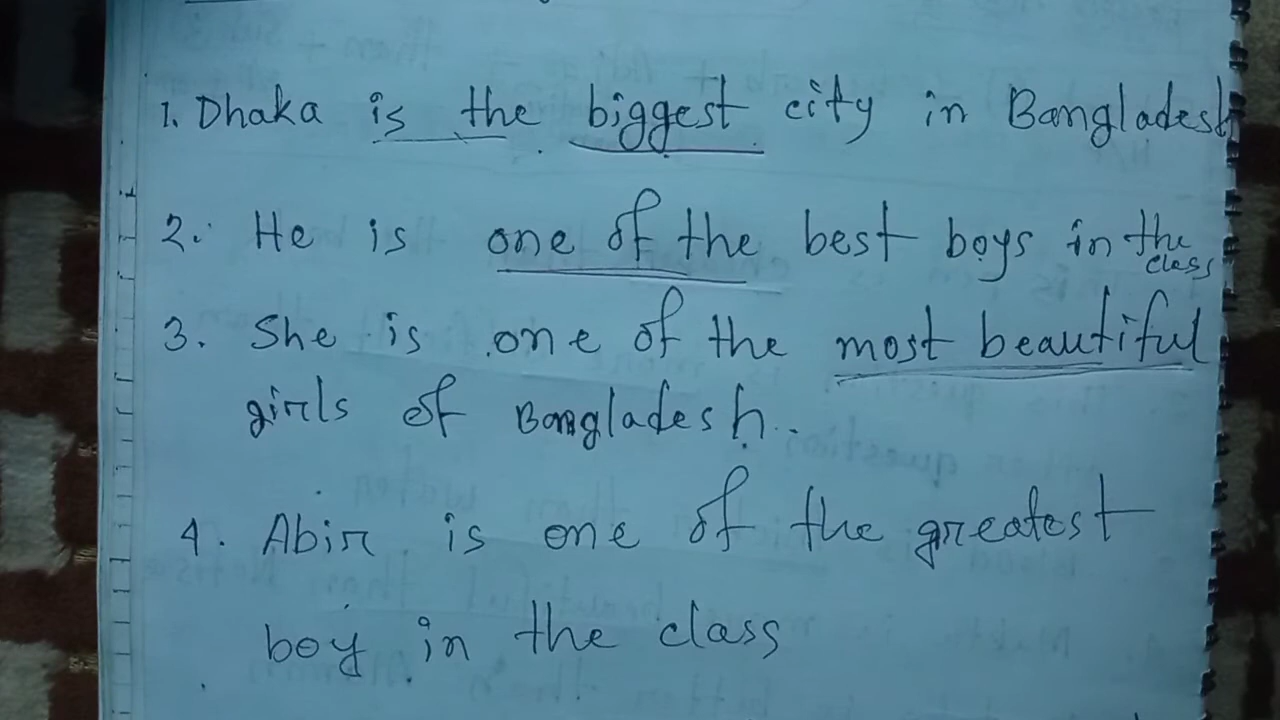 1. Dhaka is the biggest city in Bangladesh
2. He is one of the best boys in the class
3. She is one of the most beautiful
girls of Bangladesh.
4. Abir is one of the greatest
boy in the class